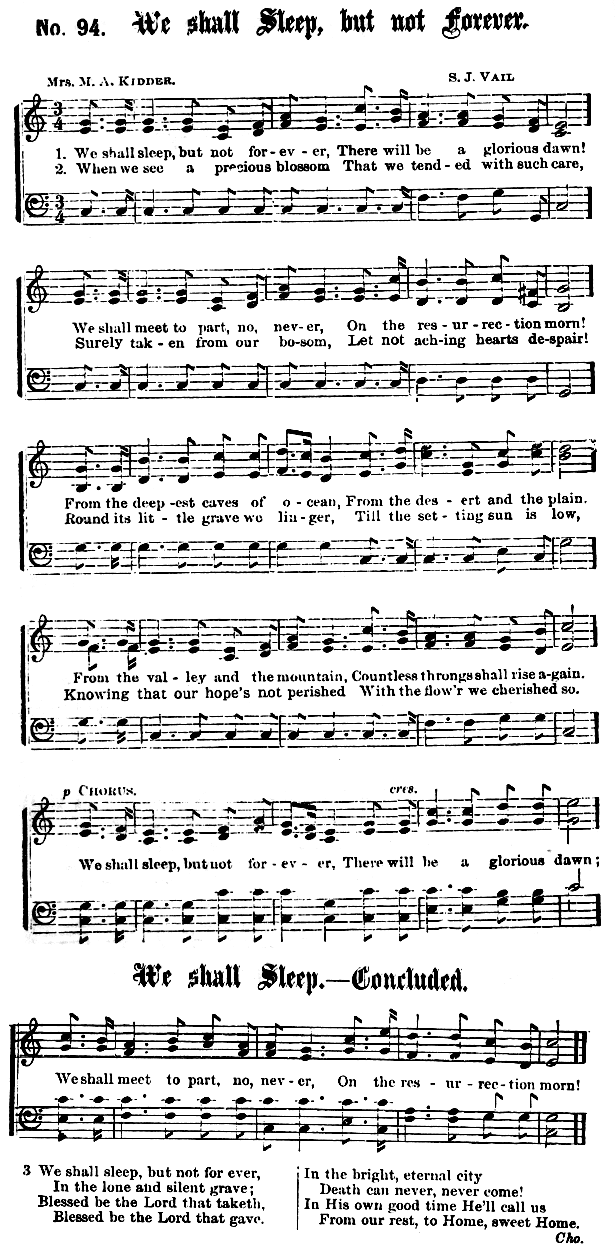 No. 94. We shall Sleep, but not Forever.
Mrs. M. A. KIDDER. S. J. VAIL
1. We shall sleep, but not for-ev-er, There will be a glorious dawn!
2. When we see a precious blossom That we tend-ed with such care,
We shall meet to part, no, nev-er, On the res-ur-rec-tion morn!
Surely tak-en from our bo-som, Let not ach-ing hearts de-spair!
From the deep-est caves of o-cean, From the des-ert and the plain.
Round its lit-tle grave we lin-ger, Till the set-ting sun is low,
From the val-ley and the mountain, Countless throngs shall rise a-gain.
Knowing that our hope's not perished With the flow'r we cherished so.
p CHORUS. cres.
We shall sleep, but not for-ev-er, There will be a glorious dawn;
We shall Sleep.—Concluded.
We shall meet to part, no, nev-er, On the res-ur-rec-tion morn!
3 We shall sleep, but not for ever,
In the lone and silent grave;
Blessed be the Lord that taketh,
Blessed be the Lord that gave.
In the bright, eternal city
Death can never, never come!
In His own good time He'll call us
From our rest, to Home, sweet Home.
Cho.